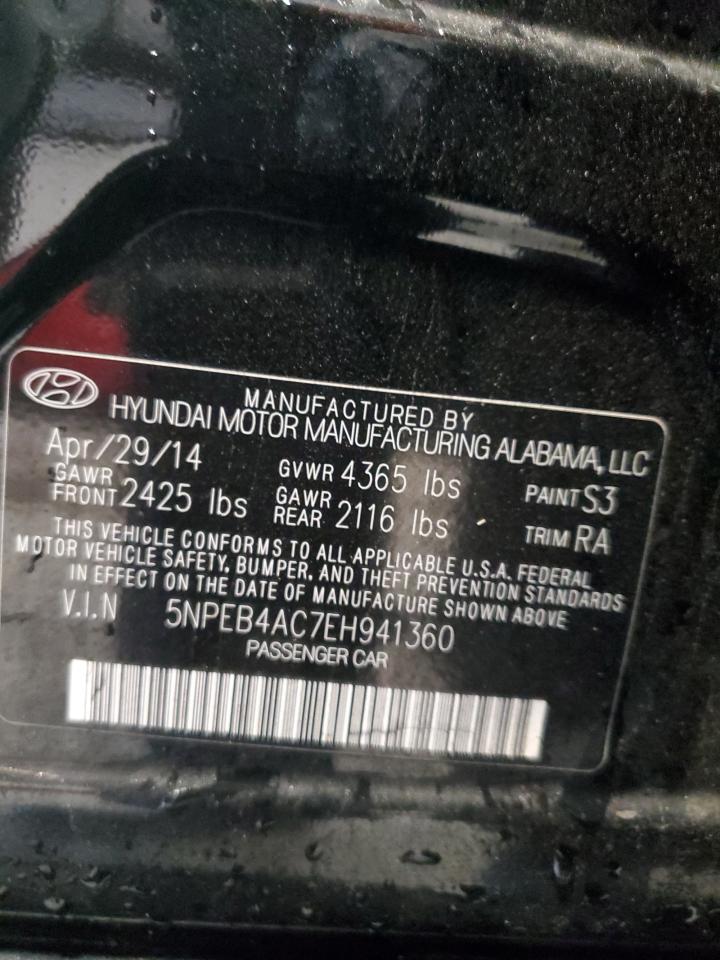 MANUFACTURED BY
HYUNDAI MOTOR MANUFACTURING ALABAMA, LLC
Apr/29/14 GVWR 4365 lbs PAINT S3
GAWR FRONT 2425 lbs GAWR REAR 2116 lbs TRIM RA
THIS VEHICLE CONFORMS TO ALL APPLICABLE U.S.A. FEDERAL
MOTOR VEHICLE SAFETY, BUMPER, AND THEFT PREVENTION STANDARDS
IN EFFECT ON THE DATE OF MANUFACTURE SHOWN ABOVE
V.I.N 5NPEB4AC7EH941360
PASSENGER CAR